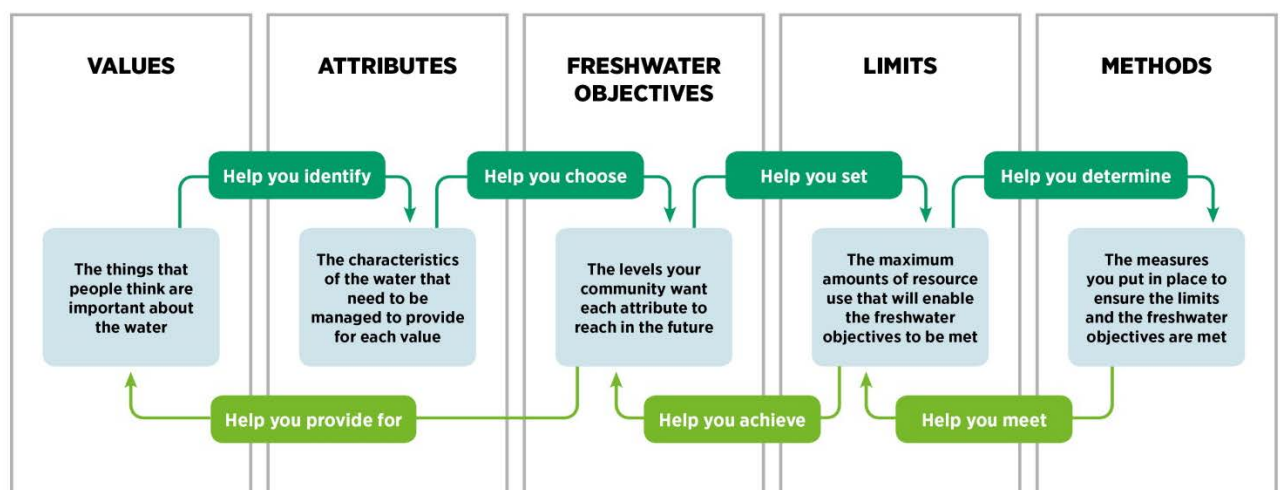 VALUES
ATTRIBUTES
FRESHWATER
OBJECTIVES
LIMITS
METHODS
Help you identify
Help you choose
Help you set
Help you determine
The things that
people think are
important about
the water
The characteristics
of the water that
need to be
managed to provide
for each value
The levels your
community want
each attribute to
reach in the future
The maximum
amounts of resource
use that will enable
the freshwater
objectives to be met
The measures
you put in place to
ensure the limits
and the freshwater
objectives are met
Help you provide for
Help you achieve
Help you meet